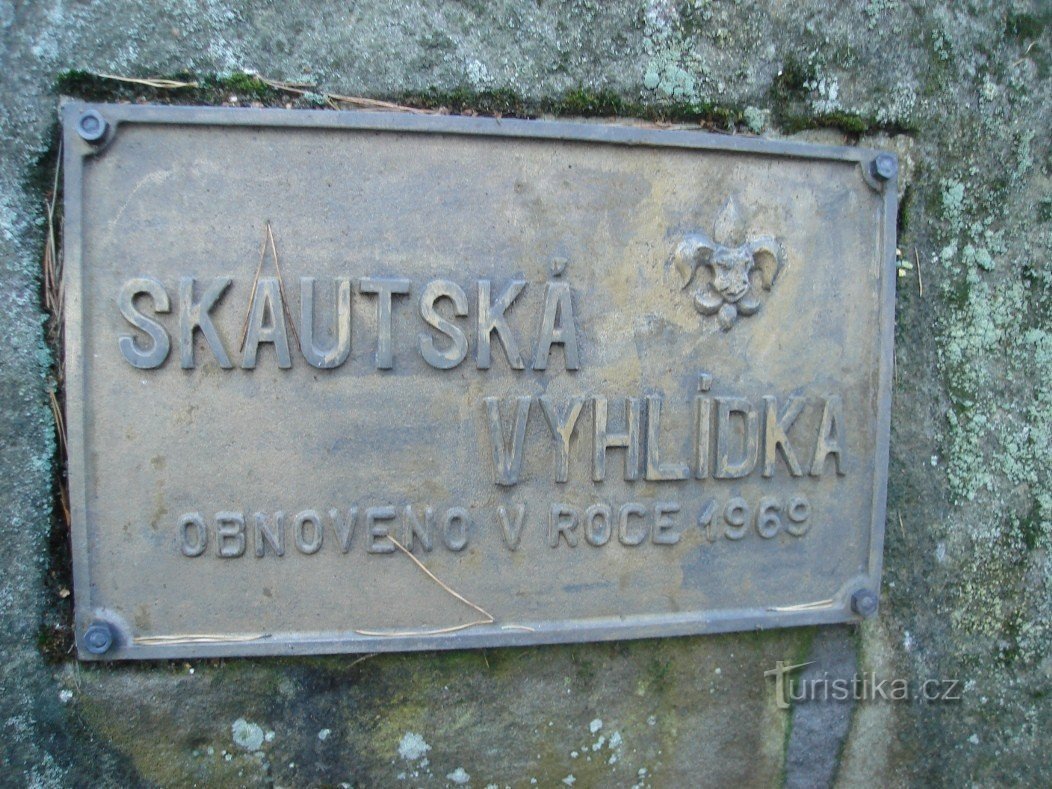 SKAUTSKÁ
VYHLÍDKA
OBNOVENO V ROCE 1969
Turistika.cz